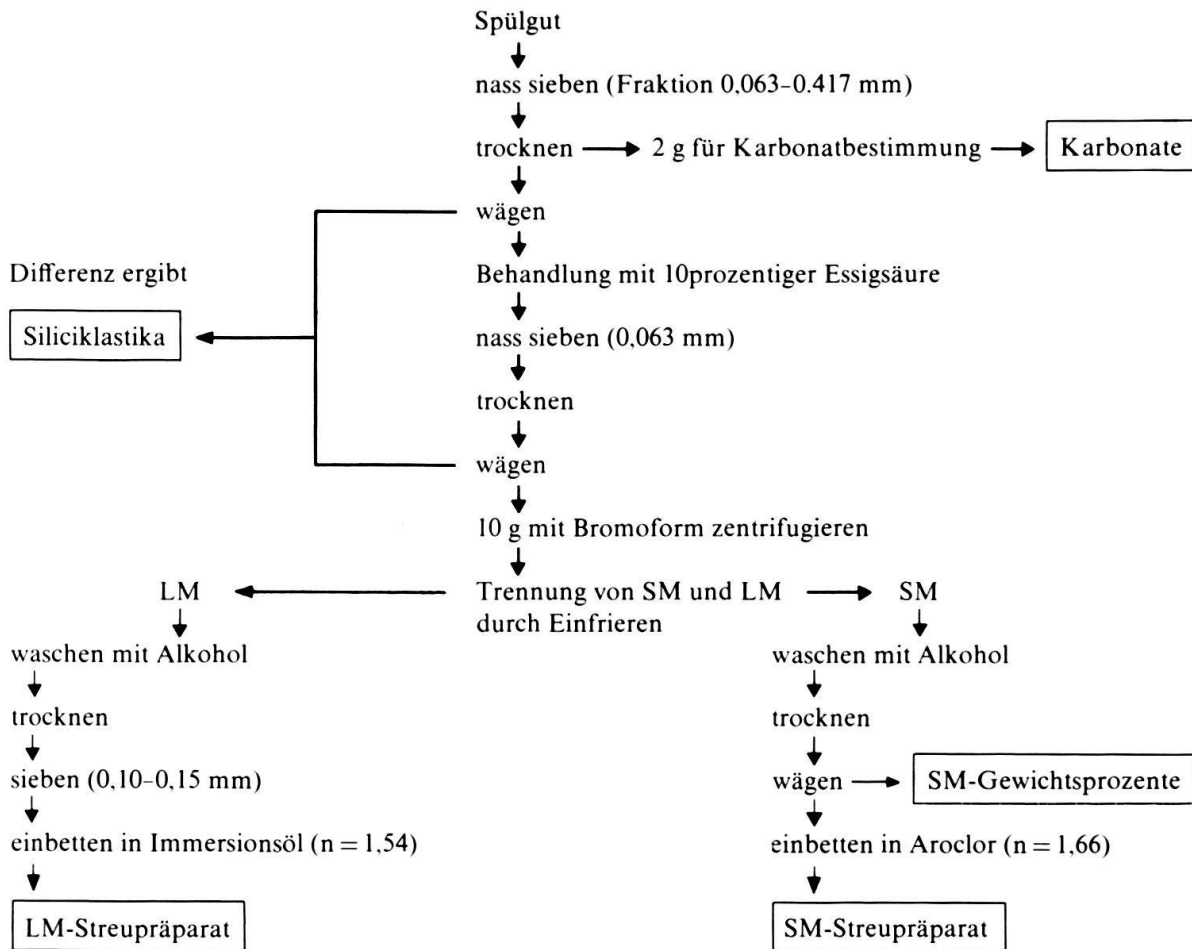 Spülgut
nass sieben (Fraktion 0,063–0.417 mm)
trocknen 2 g für Karbonatbestimmung Karbonate
wägen
Differenz ergibt
Behandlung mit 10prozentiger Essigsäure
Siliciklastika
nass sieben (0,063 mm)
trocknen
wägen
10 g mit Bromoform zentrifugieren
LM
Trennung von SM und LM
durch Einfrieren
SM
waschen mit Alkohol
trocknen
sieben (0,10–0,15 mm)
einbetten in Immersionsöl (n = 1,54)
LM-Streupräparat
waschen mit Alkohol
trocknen
wägen SM-Gewichtsprozente
einbetten in Aroclor (n = 1,66)
SM-Streupräparat